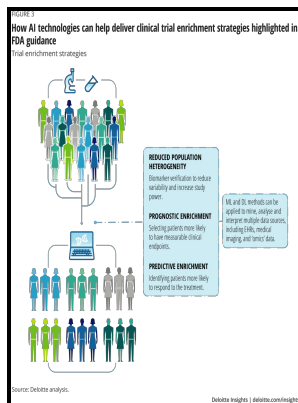 FIGURE 3
How AI technologies can help deliver clinical trial enrichment strategies highlighted in
FDA guidance
Trial enrichment strategies
REDUCED POPULATION
HETEROGENEITY
Biomarker verification to reduce
variability and increase study
power.
PROGNOSTIC ENRICHMENT
Selecting patients more likely
to have measurable clinical
endpoints.
PREDICTIVE ENRICHMENT
Identifying patients more likely
to respond to the treatment.
ML and DL methods can be
applied to mine, analyse and
interpret multiple data sources,
including EHRs, medical
imaging, and 'omics' data.
Source: Deloitte analysis.
Deloitte Insights | deloitte.com/insight